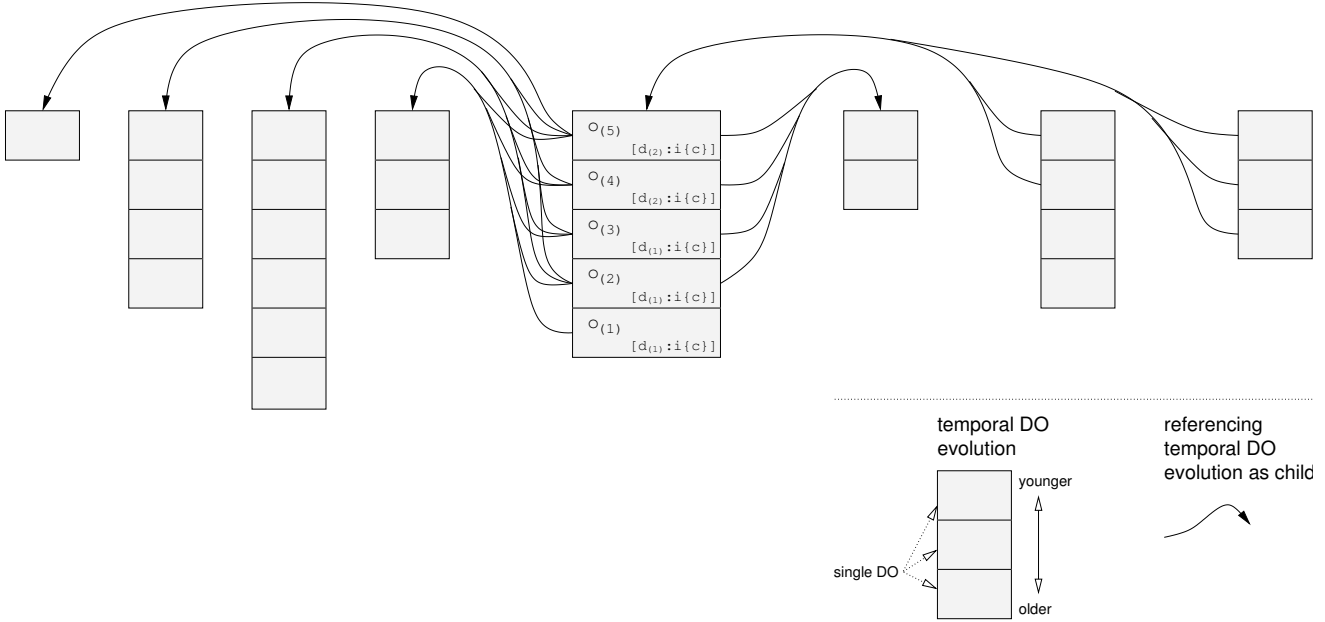 O(5)
[d(2):i{c}]
O(4)
[d(2):i{c}]
O(3)
[d(1):i{c}]
O(2)
[d(1):i{c}]
O(1)
[d(1):i{c}]
temporal DO
evolution
younger
single DO
older
referencing
temporal DO
evolution as child